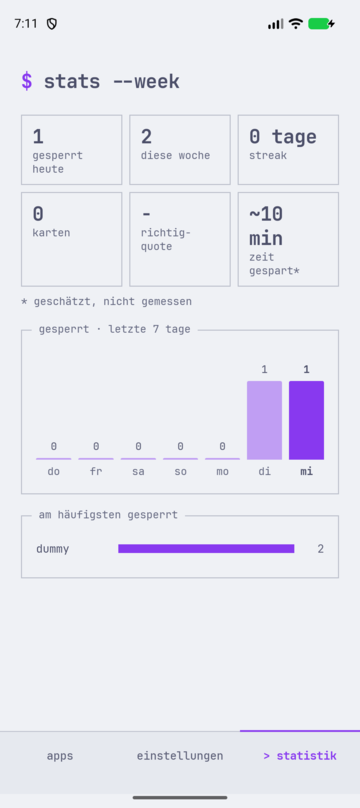 7:11
$ stats --week
1
gesperrt
heute
2
diese woche
0 tage
streak
0
karten
-
richtig-
quote
~10
min
zeit
gespart*
* geschätzt, nicht gemessen
gesperrt · letzte 7 tage
0 0 0 0 0 1 1
do fr sa so mo di mi
am häufigsten gesperrt
dummy 2
apps einstellungen > statistik